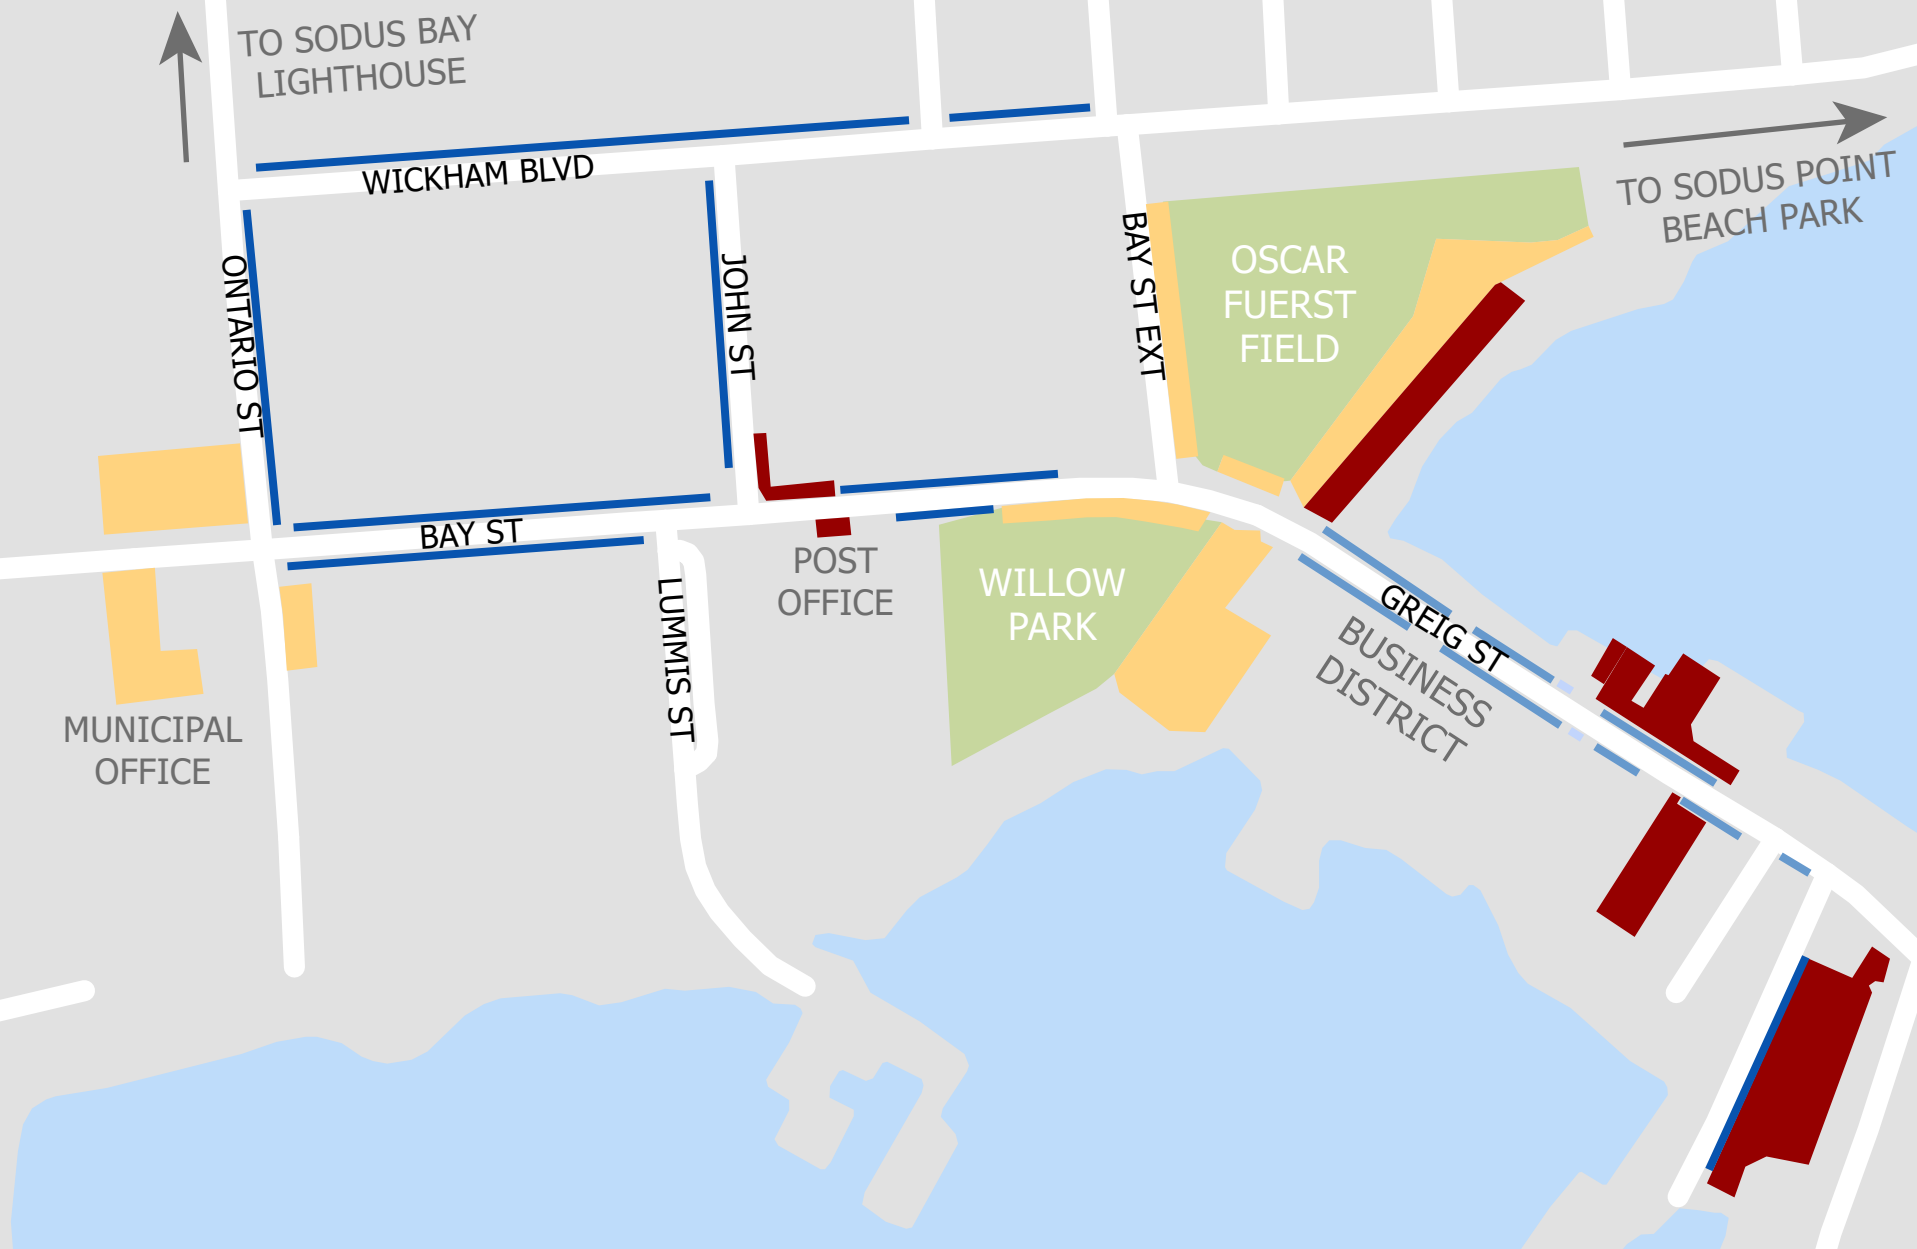 TO SODUS BAY
LIGHTHOUSE
WICKHAM BLVD
TO SODUS POINT
BEACH PARK
ONTARIO ST
JOHN ST
BAY ST EXT
OSCAR
FUERST
FIELD
BAY ST
POST
OFFICE
LUMMIS ST
WILLOW
PARK
GREIG ST
BUSINESS
DISTRICT
MUNICIPAL
OFFICE